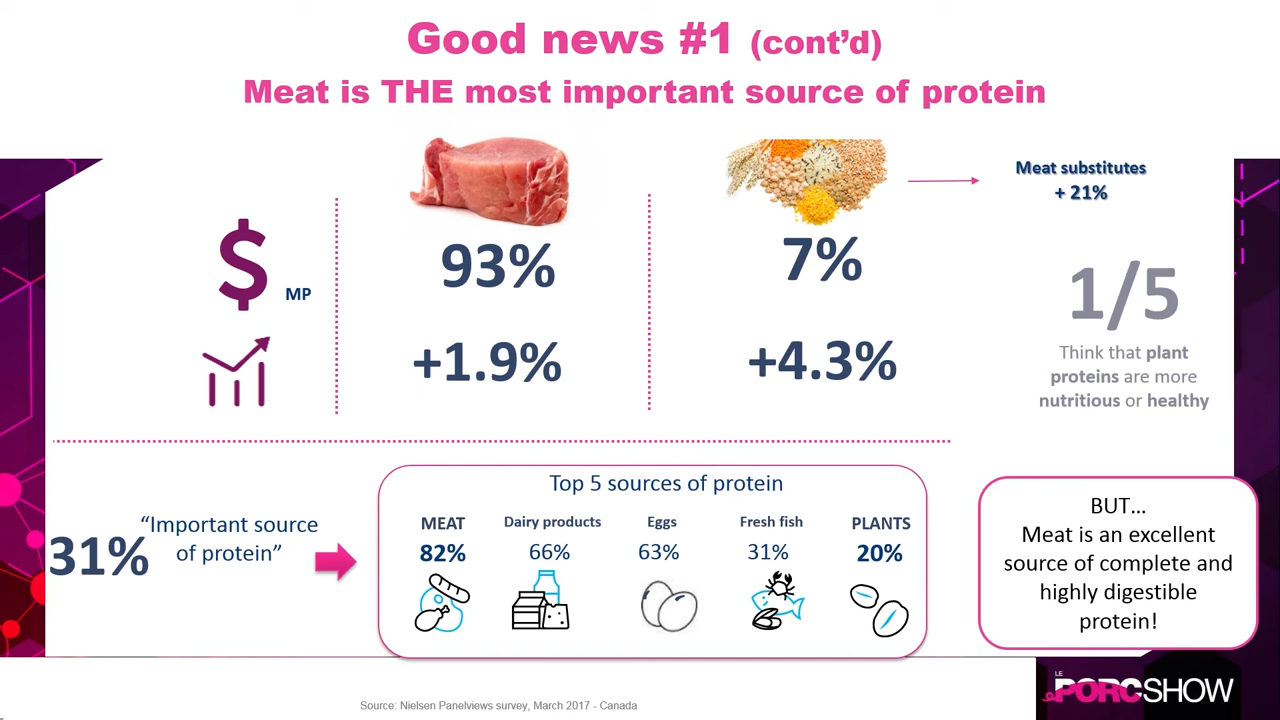 Good news #1 (cont’d)
Meat is THE most important source of protein
Meat substitutes
+ 21%
$
MP
93%
7%
+1.9%
+4.3%
1/5
Think that plant
proteins are more
nutritious or healthy
31%
“Important source
of protein”
Top 5 sources of protein
MEAT Dairy products Eggs Fresh fish PLANTS
82% 66% 63% 31% 20%
BUT...
Meat is an excellent
source of complete and
highly digestible
protein!
LE
PORCSHOW
Source: Nielsen Panelviews survey, March 2017 - Canada